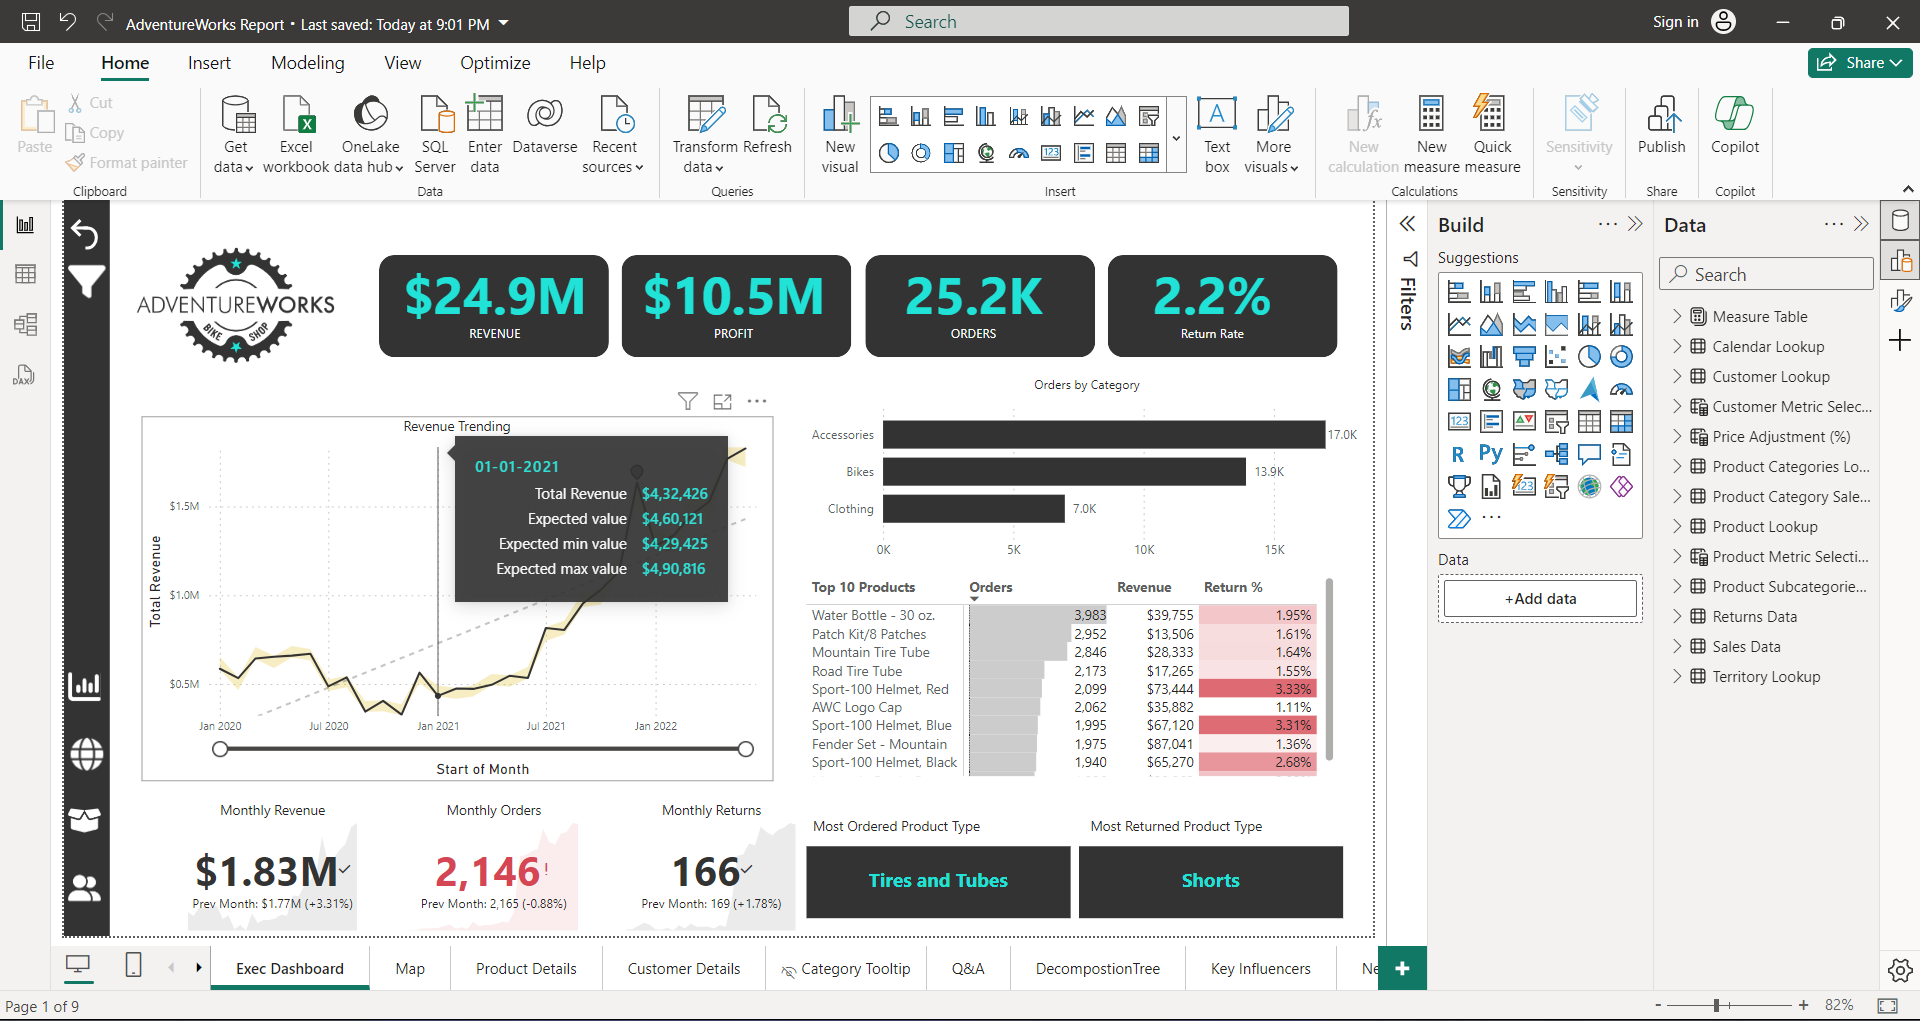 AdventureWorks Report • Last saved: Today at 9:01 PM
Search
Sign in
File Home Insert Modeling View Optimize Help
Share
Paste
Cut
Copy
Format painter
Clipboard
Get data
Excel workbook
OneLake data hub
SQL Server
Enter data
Dataverse
Recent sources
Data
Transform data
Refresh
Queries
New visual
123
A
Text box
More visuals
Insert
fx
New calculation
New measure
Quick measure
Calculations
Sensitivity
Sensitivity
Publish
Share
Copilot
Copilot
DAX
ADVENTUREWORKS
BIKE SHOP
$24.9M
REVENUE
$10.5M
PROFIT
25.2K
ORDERS
2.2%
Return Rate
Revenue Trending
Total Revenue
$1.5M
$1.0M
$0.5M
Jan 2020 Jul 2020 Jan 2021 Jul 2021 Jan 2022
Start of Month
01-01-2021
Total Revenue $4,32,426
Expected value $4,60,121
Expected min value $4,29,425
Expected max value $4,90,816
Orders by Category
Accessories 17.0K
Bikes 13.9K
Clothing 7.0K
0K 5K 10K 15K
Top 10 Products Orders Revenue Return %
Water Bottle - 30 oz. 3,983 $39,755 1.95%
Patch Kit/8 Patches 2,952 $13,506 1.61%
Mountain Tire Tube 2,846 $28,333 1.64%
Road Tire Tube 2,173 $17,265 1.55%
Sport-100 Helmet, Red 2,099 $73,444 3.33%
AWC Logo Cap 2,062 $35,882 1.11%
Sport-100 Helmet, Blue 1,995 $67,120 3.31%
Fender Set - Mountain 1,975 $87,041 1.36%
Sport-100 Helmet, Black 1,940 $65,270 2.68%
Monthly Revenue
$1.83M
Prev Month: $1.77M (+3.31%)
Monthly Orders
2,146!
Prev Month: 2,165 (-0.88%)
Monthly Returns
166
Prev Month: 169 (+1.78%)
Most Ordered Product Type
Tires and Tubes
Most Returned Product Type
Shorts
Filters
Build
Suggestions
123
R Py
123
Data
+Add data
Data
Search
Measure Table
Calendar Lookup
Customer Lookup
Customer Metric Selec...
Price Adjustment (%)
Product Categories Lo...
Product Category Sale...
Product Lookup
Product Metric Selecti...
Product Subcategorie...
Returns Data
Sales Data
Territory Lookup
Exec Dashboard Map Product Details Customer Details Category Tooltip Q&A DecompostionTree Key Influencers Ne
Page 1 of 9
- + 82%